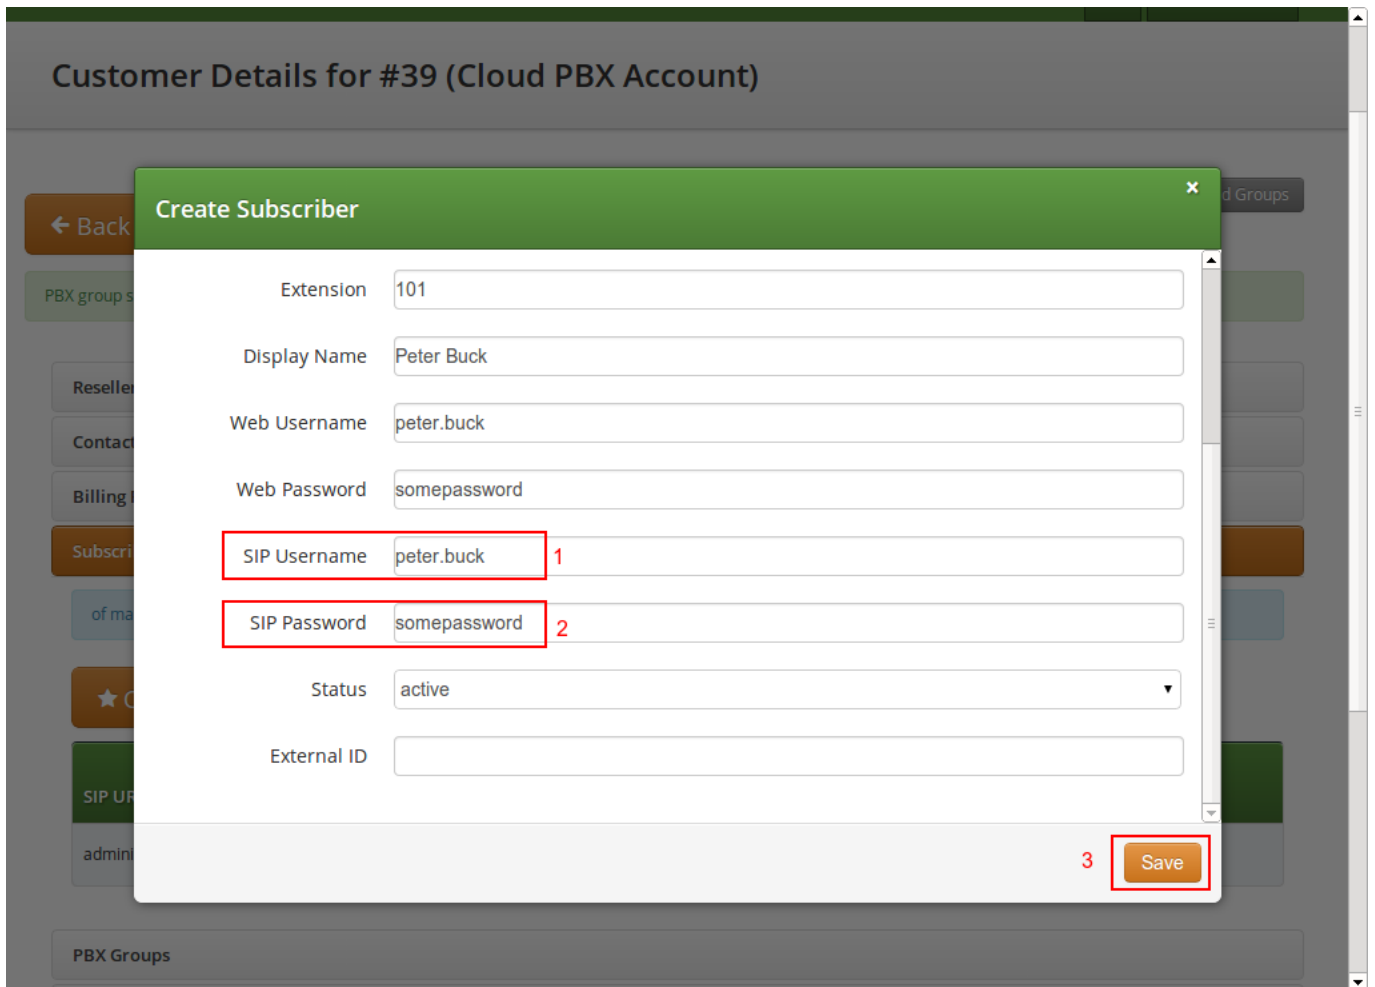 Customer Details for #39 (Cloud PBX Account)
d Groups
Back
Create Subscriber
×
PBX group s
Extension 101
Display Name Peter Buck
Reseller
Web Username peter.buck
Contact
Web Password somepassword
Billing
SIP Username peter.buck 1
Subscri
of ma
SIP Password somepassword 2
Status active
External ID
SIP UR
admini
3 Save
PBX Groups